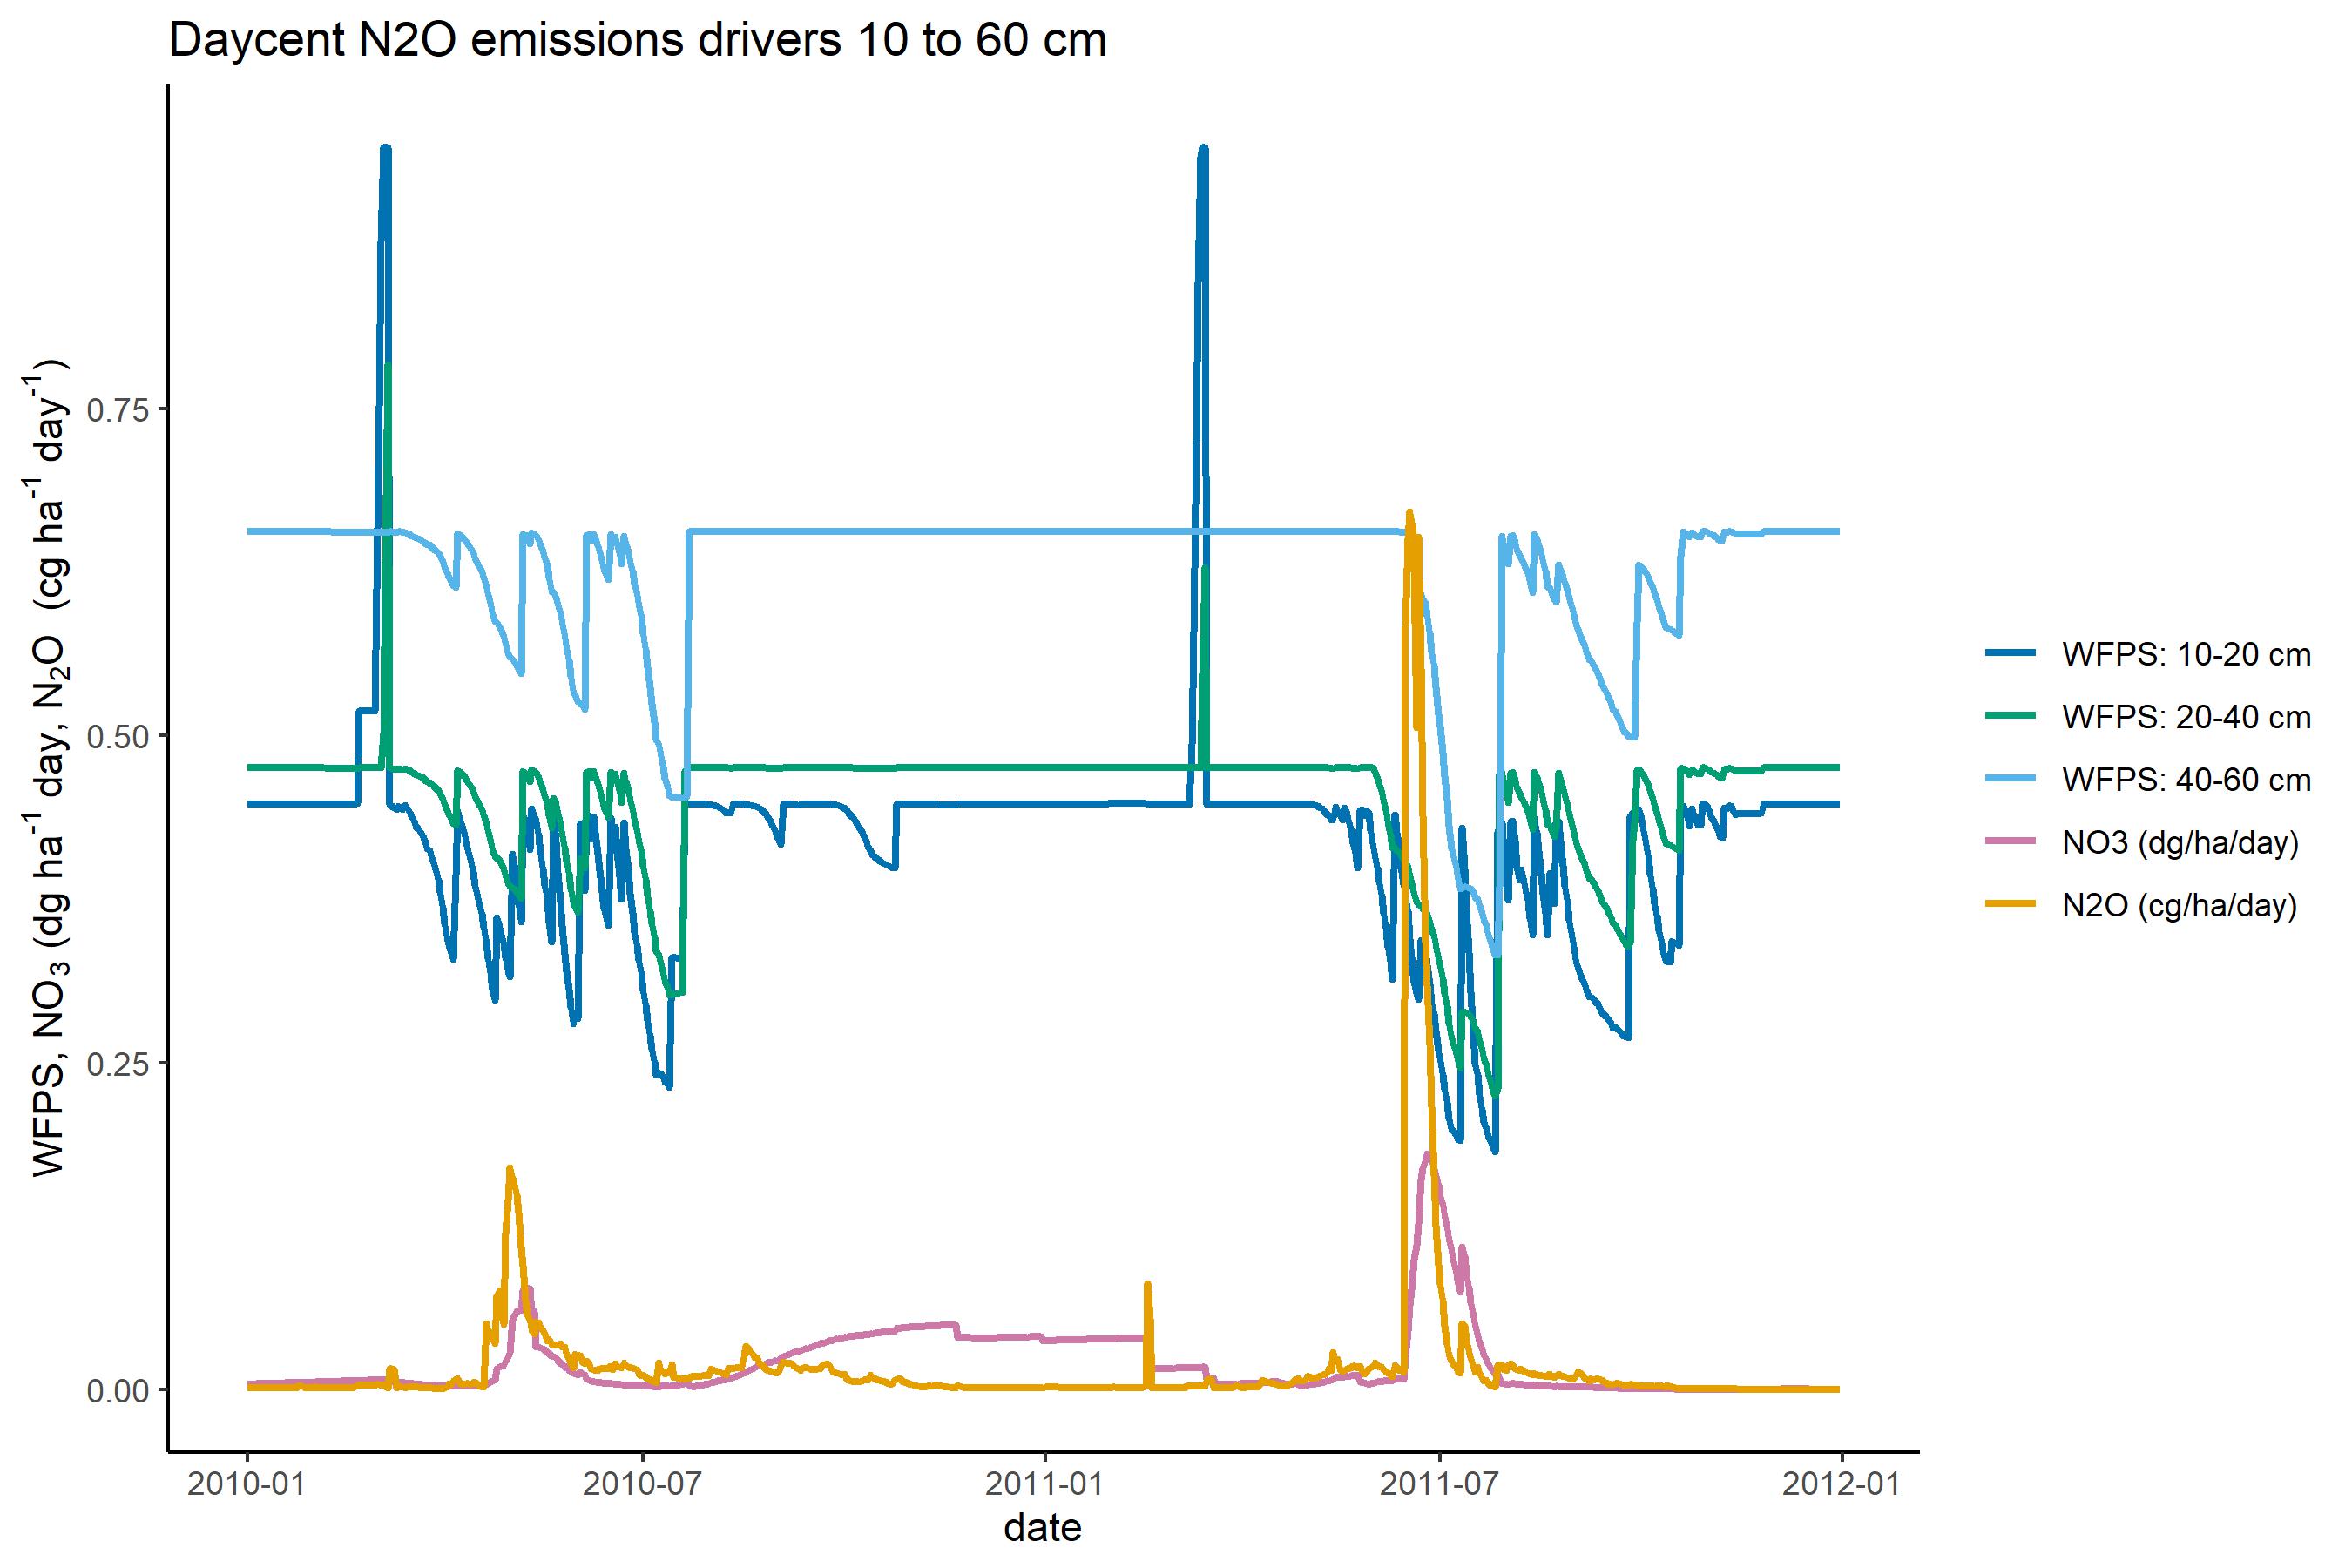 Daycent N2O emissions drivers 10 to 60 cm
WFPS, NO₃ (dg ha⁻¹ day, N₂O  (cg ha⁻¹ day⁻¹)
0.75
0.50
0.25
0.00
2010-01
2010-07
2011-01
2011-07
2012-01
date
WFPS: 10-20 cm
WFPS: 20-40 cm
WFPS: 40-60 cm
NO3 (dg/ha/day)
N2O (cg/ha/day)